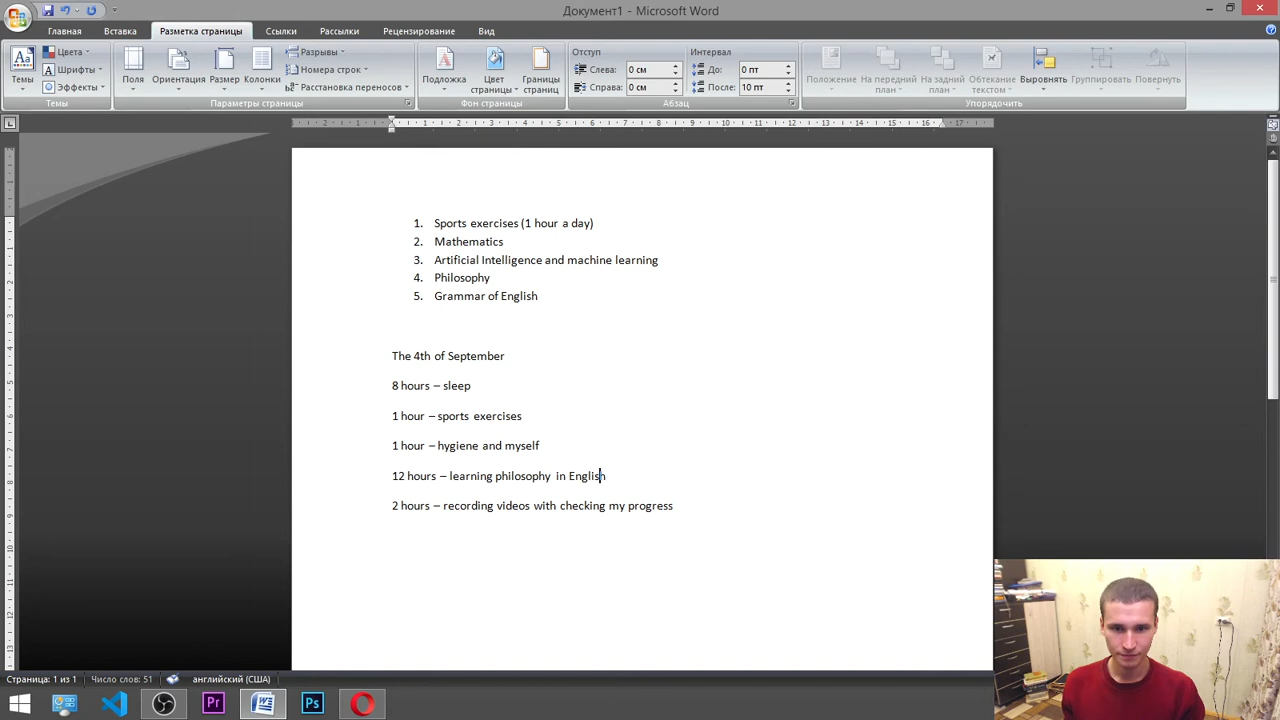 Документ1 - Microsoft Word
Главная Вставка Разметка страницы Ссылки Рассылки Рецензирование Вид
Темы
Цвета
Шрифты
Эффекты
Темы
Поля
Ориентация
Размер
Колонки
Разрывы
Номера строк
Расстановка переносов
Параметры страницы
Подложка
Цвет страницы
Границы страниц
Фон страницы
Отступ
Слева: 0 см
Справа: 0 см
Интервал
До: 0 пт
После: 10 пт
Абзац
Положение
На передний план
На задний план
Обтекание текстом
Выровнять
Группировать
Повернуть
Упорядочить
1. Sports exercises (1 hour a day)
2. Mathematics
3. Artificial Intelligence and machine learning
4. Philosophy
5. Grammar of English
The 4th of September
8 hours – sleep
1 hour – sports exercises
1 hour – hygiene and myself
12 hours – learning philosophy in English
2 hours – recording videos with checking my progress
Страница: 1 из 1 Число слов: 51 английский (США)
Pr
Ps